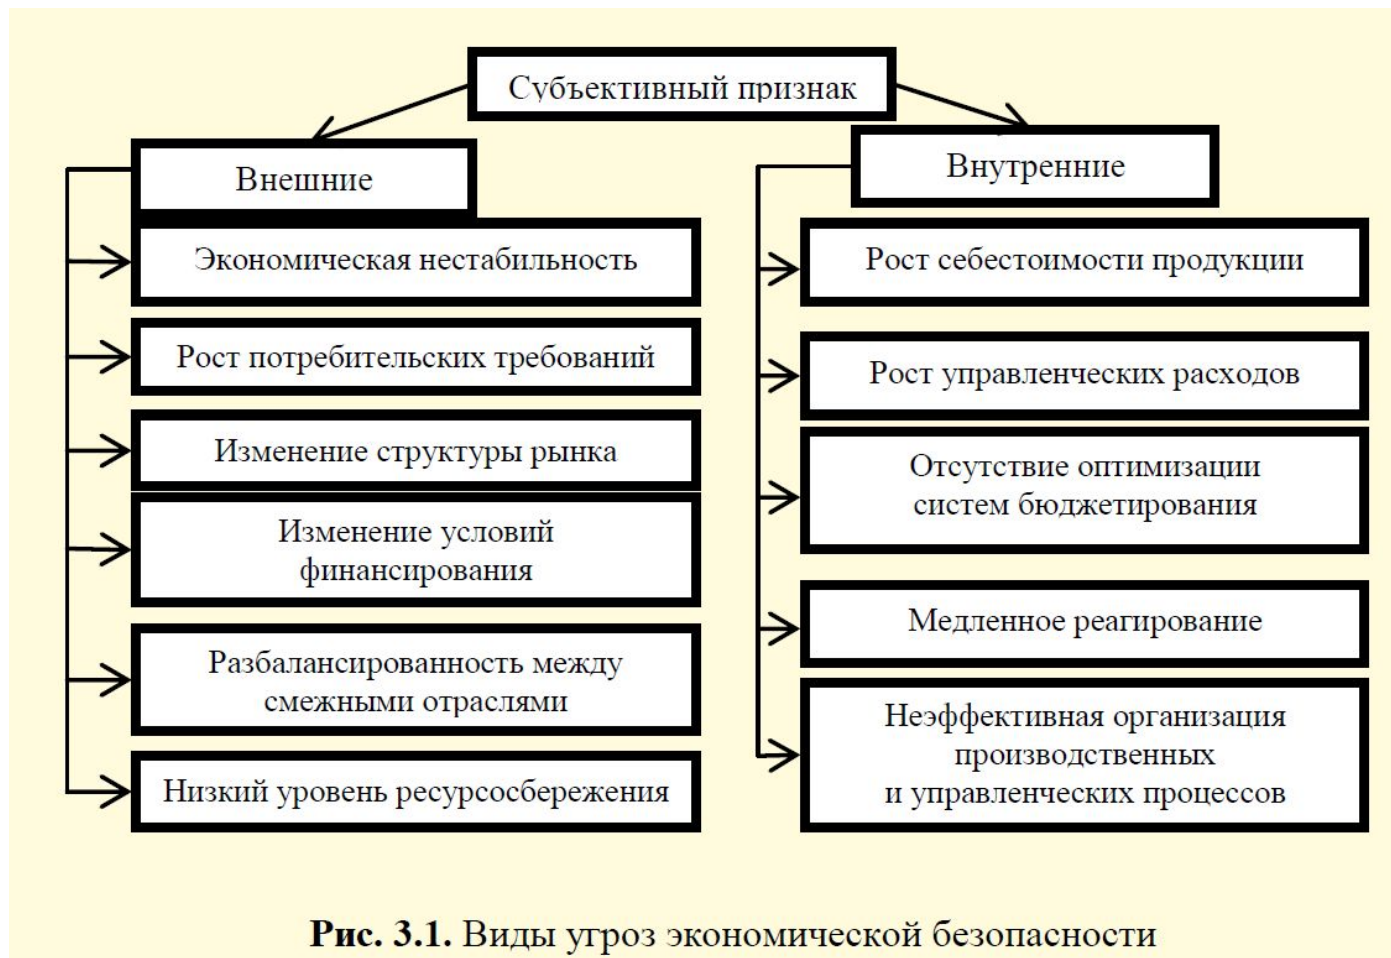 Субъективный признак
Внешние
Экономическая нестабильность
Рост потребительских требований
Изменение структуры рынка
Изменение условий
финансирования
Разбалансированность между
смежными отраслями
Низкий уровень ресурсосбережения
Внутренние
Рост себестоимости продукции
Рост управленческих расходов
Отсутствие оптимизации
систем бюджетирования
Медленное реагирование
Неэффективная организация
производственных
и управленческих процессов
Рис. 3.1. Виды угроз экономической безопасности